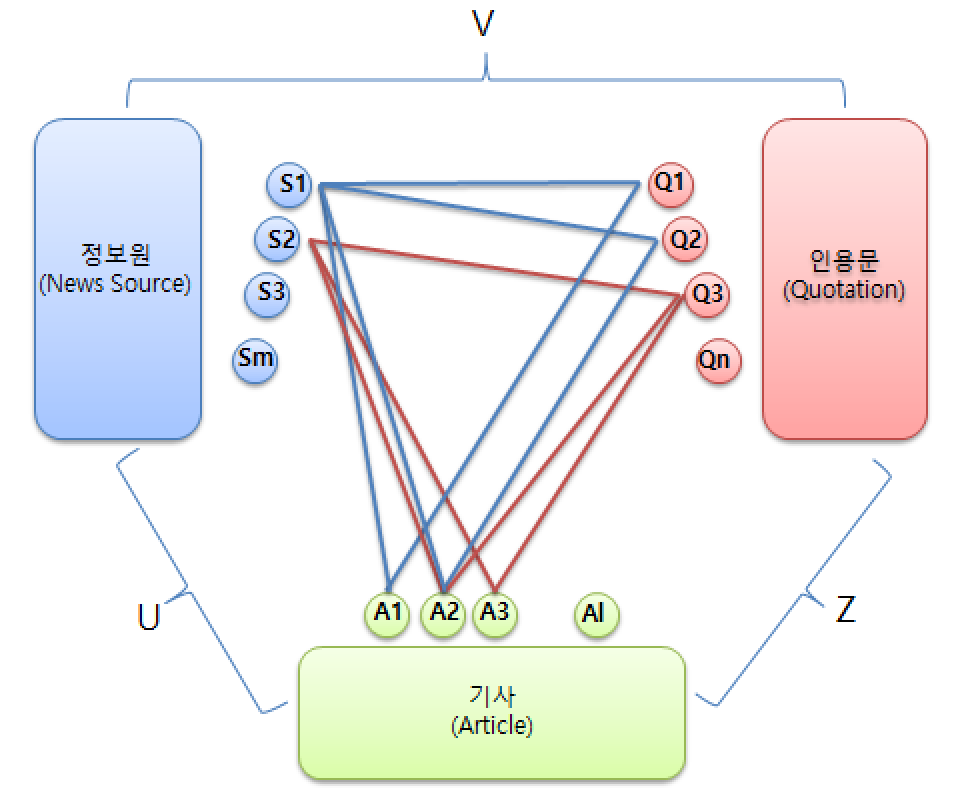 V
정보원
(News Source)
S1
S2
S3
Sm
Q1
Q2
Q3
Qn
인용문
(Quotation)
U
Z
A1
A2
A3
Al
기사
(Article)